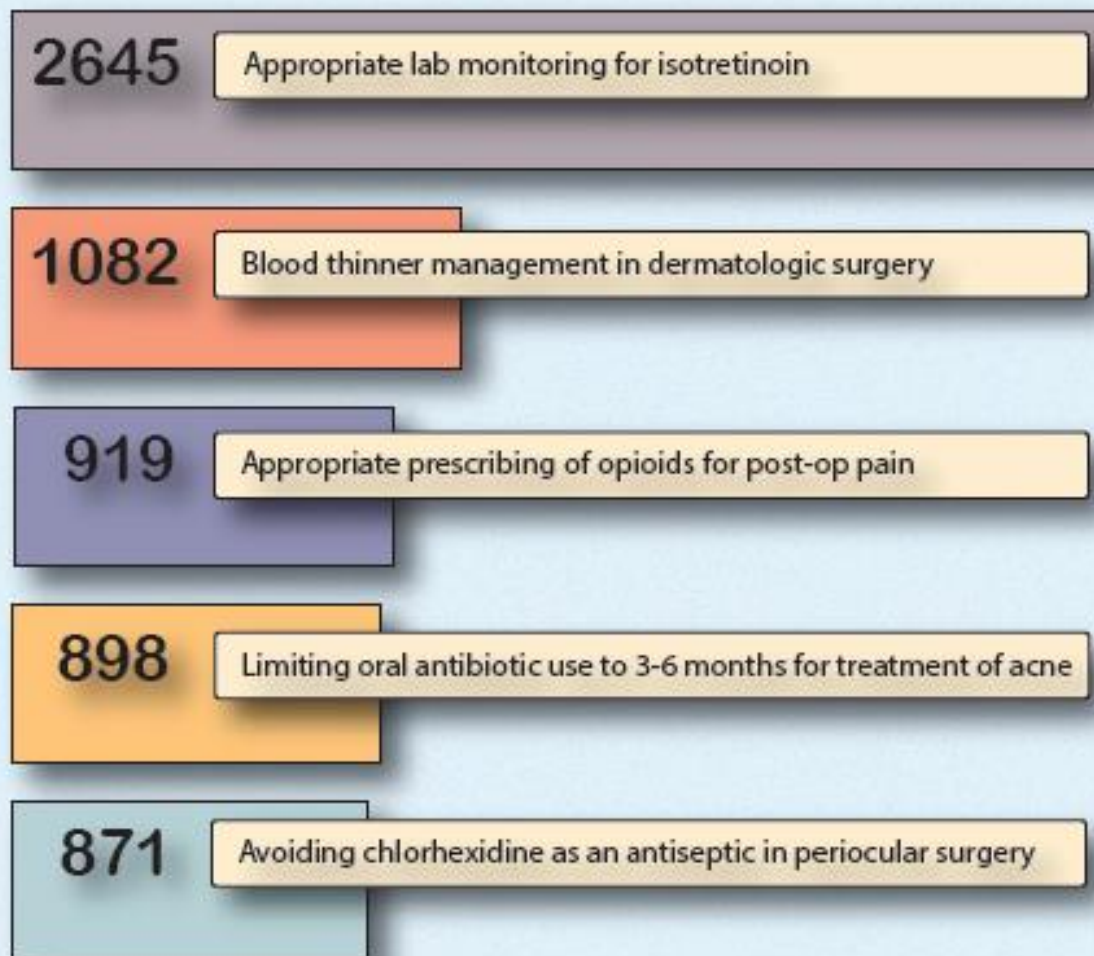 2645 Appropriate lab monitoring for isotretinoin
1082 Blood thinner management in dermatologic surgery
919 Appropriate prescribing of opioids for post-op pain
898 Limiting oral antibiotic use to 3-6 months for treatment of acne
871 Avoiding chlorhexidine as an antiseptic in periocular surgery